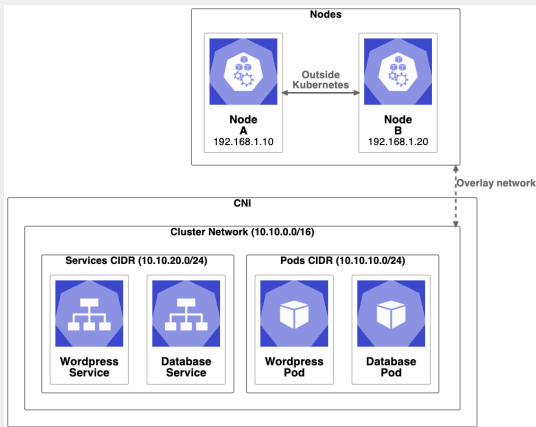 Nodes
Outside
Kubernetes
Node
A
192.168.1.10
Node
B
192.168.1.20
Overlay network
CNI
Cluster Network (10.10.0.0/16)
Services CIDR (10.10.20.0/24)
Pods CIDR (10.10.10.0/24)
Wordpress
Service
Database
Service
Wordpress
Pod
Database
Pod